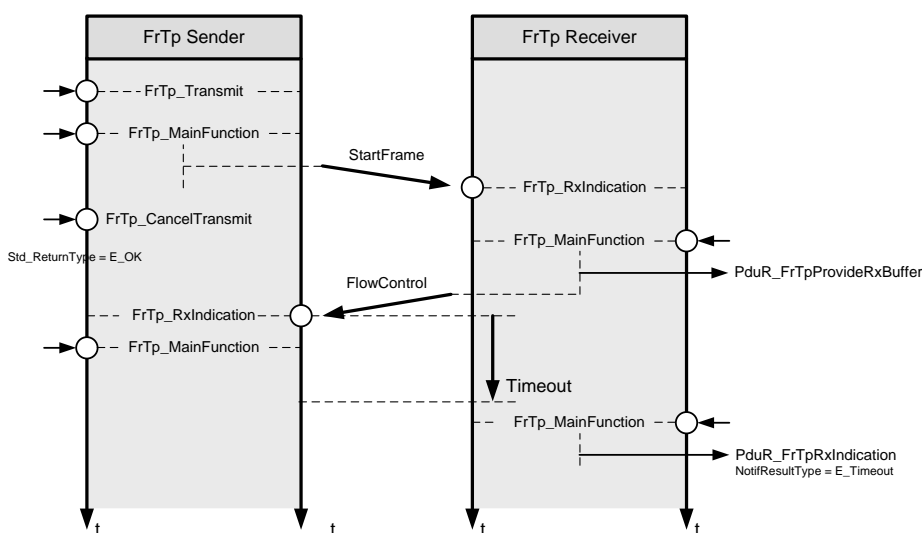 FrTp Sender
FrTp Receiver
FrTp_Transmit
FrTp_MainFunction
StartFrame
FrTp_RxIndication
FrTp_CancelTransmit
FrTp_MainFunction
Std_ReturnType = E_OK
PduR_FrTpProvideRxBuffer
FlowControl
FrTp_RxIndication
FrTp_MainFunction
Timeout
FrTp_MainFunction
PduR_FrTpRxIndication
NotifResultType = E_Timeout
t
t
t
t